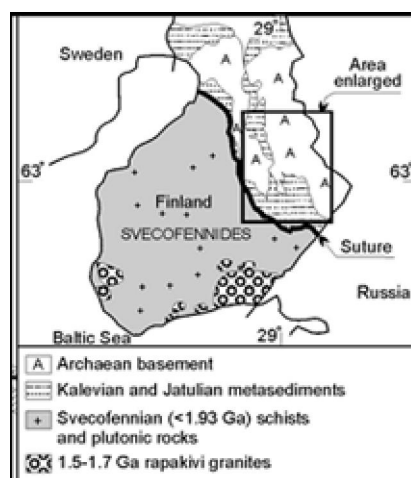 29°
Sweden
A
Area
enlarged
A
A
A
A
A
63°
63°
A
A
A
A
Finland
SVECOFENNIDES
Suture
Russia
Baltic Sea
29°
A Archaean basement
Kalevian and Jatulian metasediments
+ Svecofennian (<1.93 Ga) schists
and plutonic rocks
1.5-1.7 Ga rapakivi granites